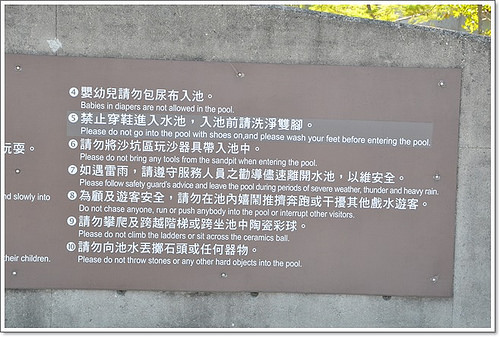 ❹嬰幼兒請勿包尿布入池。
Babies in diapers are not allowed in the pool.
❺禁止穿鞋進入水池，入池前請洗淨雙腳。
Please do not go into the pool with shoes on,and please wash your feet before entering the pool.
❻請勿將沙坑區玩沙器具帶入池中。
Please do not bring any tools from the sandpit when entering the pool.
玩耍。
❼如遇雷雨，請遵守服務人員之勸導儘速離開水池，以維安全。
Please follow safety guard's advice and leave the pool during periods of severe weather, thunder and heavy rain.
❽為顧及遊客安全，請勿在池內嬉鬧推擠奔跑或干擾其他戲水遊客。
nd slowly into
Do not chase anyone, run or push anybody into the pool or interrupt other visitors.
❾請勿攀爬及跨越階梯或跨坐池中陶瓷彩球。
Please do not climb the ladders or sit across the ceramics ball.
❿請勿向池水丟擲石頭或任何器物。
their children.
Please do not throw stones or any other hard objects into the pool.